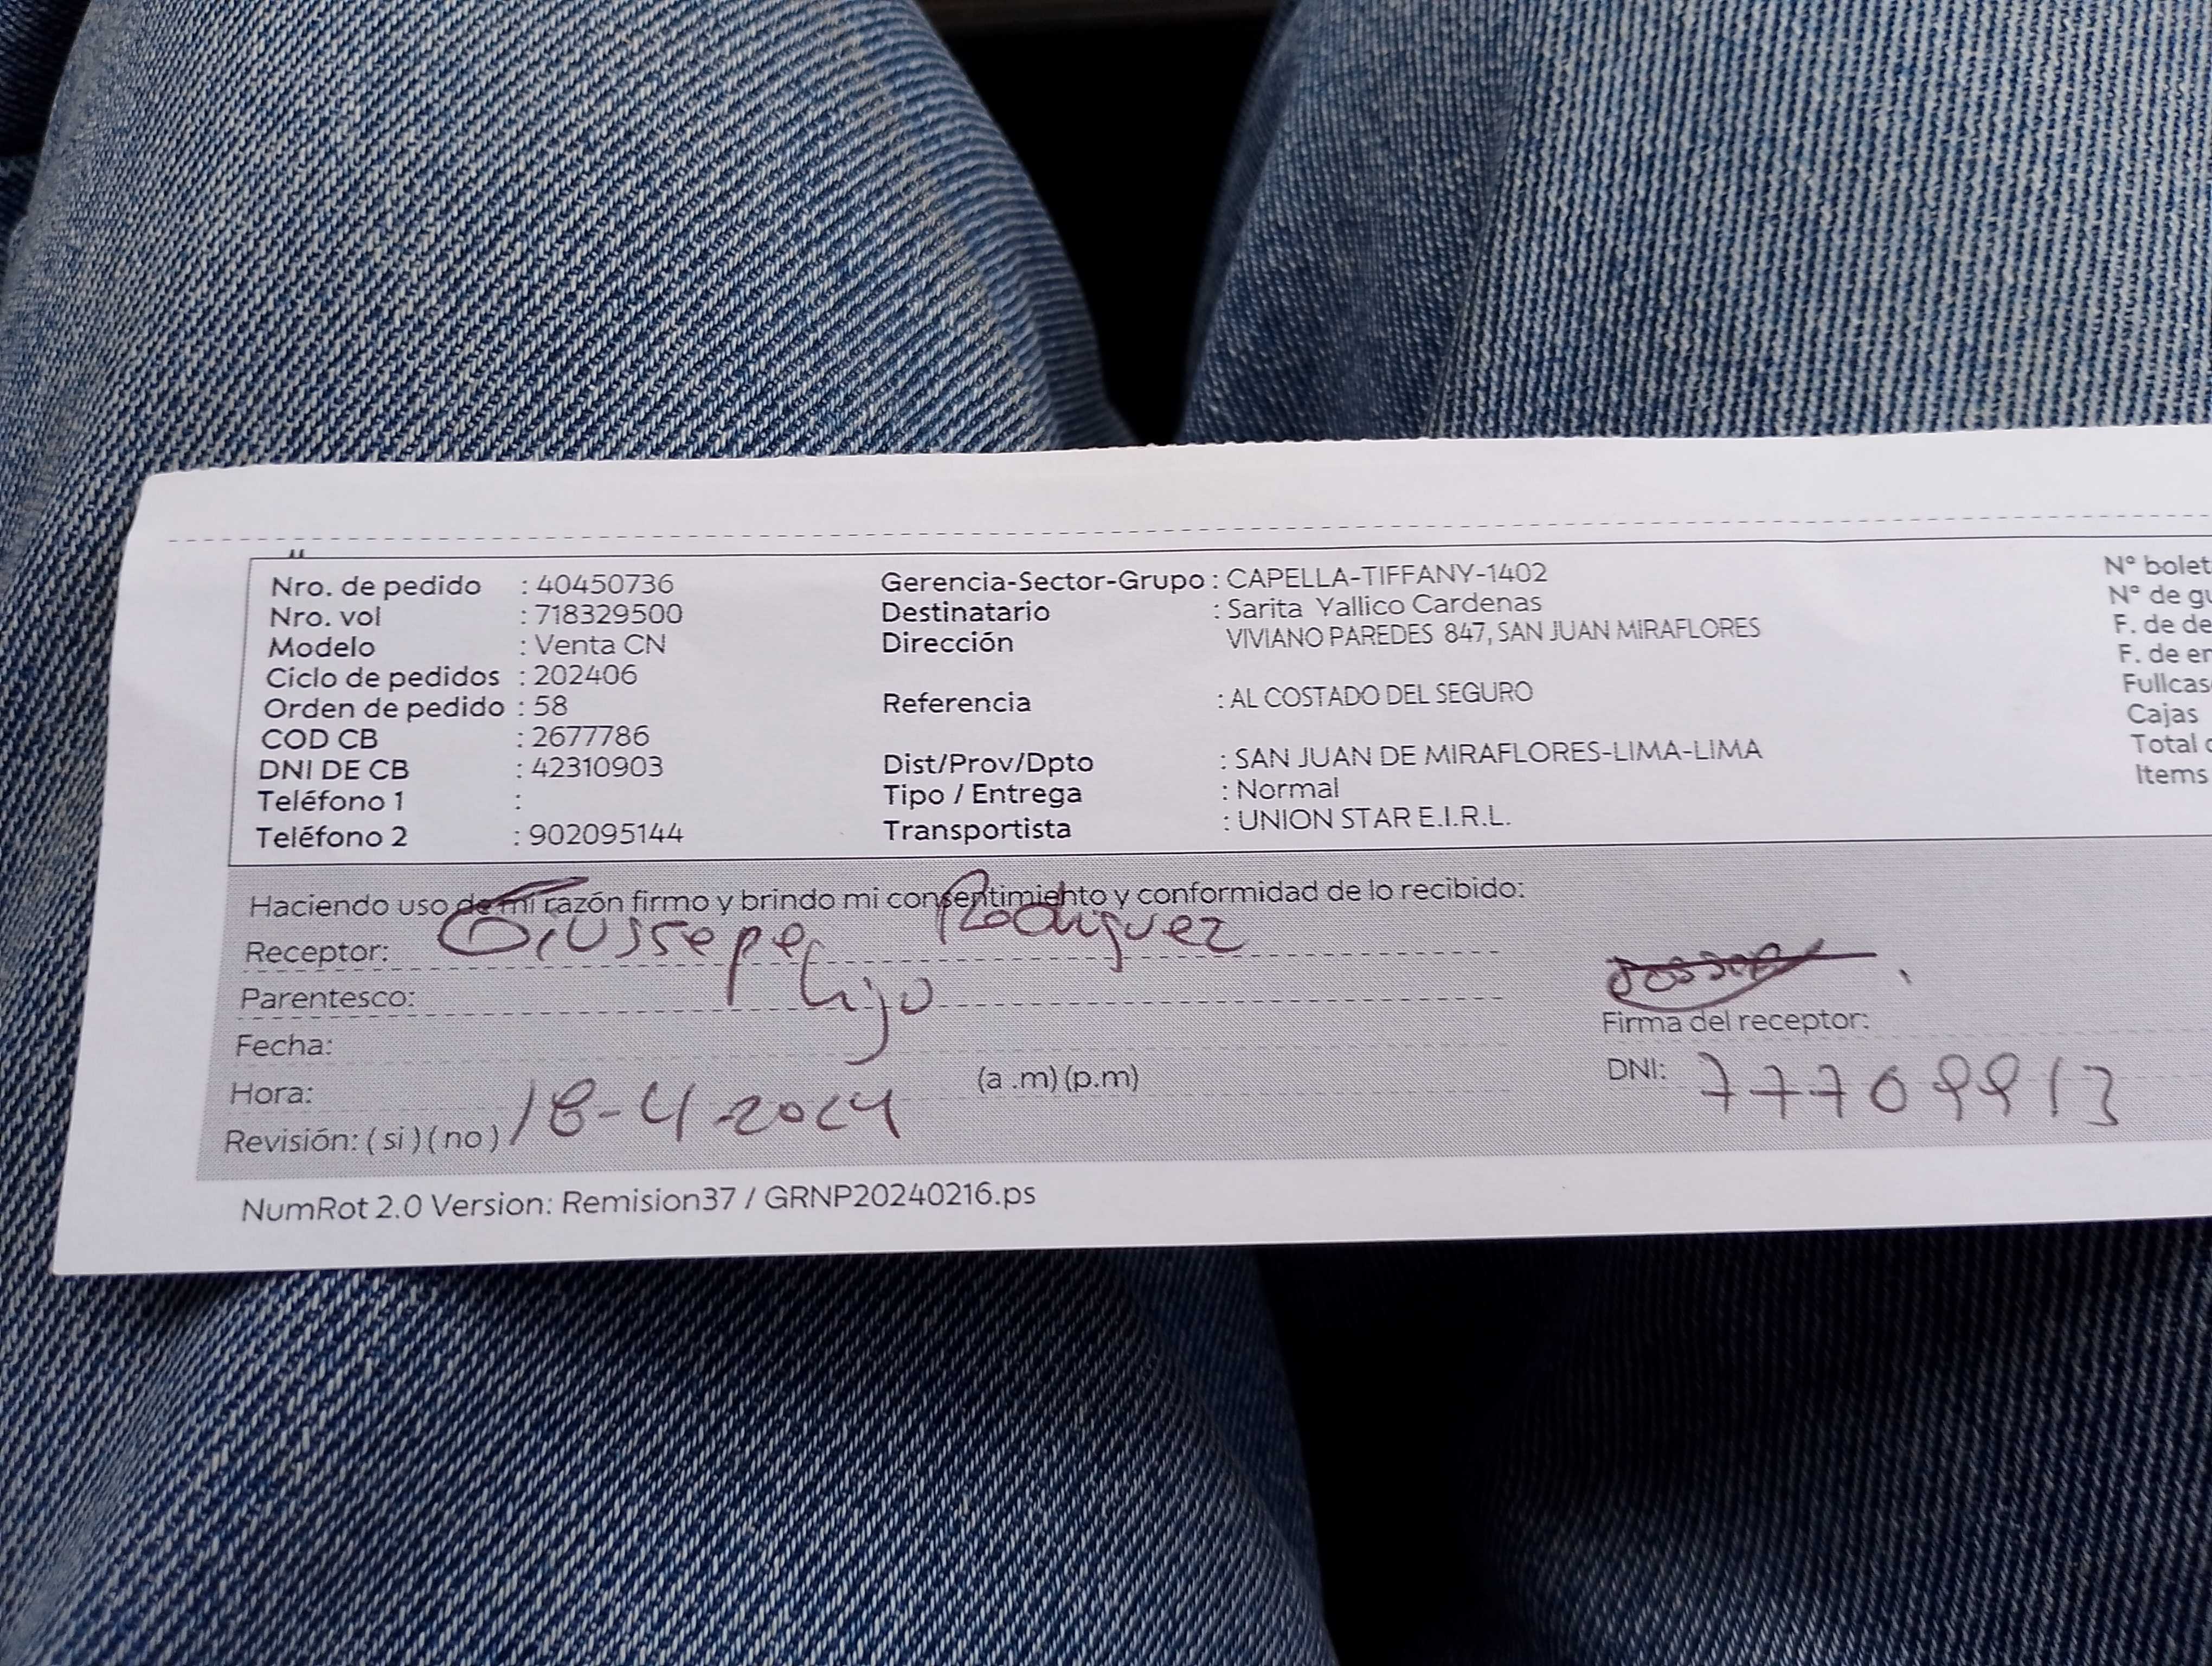 Nro. de pedido : 40450736
Nro. vol : 718329500
Modelo : Venta CN
Ciclo de pedidos : 202406
Orden de pedido : 58
COD CB : 2677786
DNI DE CB : 42310903
Teléfono 1 :
Teléfono 2 : 902095144
Gerencia-Sector-Grupo : CAPELLA-TIFFANY-1402
Destinatario : Sarita Yallico Cardenas
Dirección VIVIANO PAREDES 847, SAN JUAN MIRAFLORES
Referencia : AL COSTADO DEL SEGURO
Dist/Prov/Dpto : SAN JUAN DE MIRAFLORES-LIMA-LIMA
Tipo / Entrega : Normal
Transportista : UNION STAR E.I.R.L.
N° bolet
N° de gu
F. de de
F. de en
Fullcas
Cajas
Total
Items
Haciendo uso de mi razón firmo y brindo mi consentimiento y conformidad de lo recibido:
Receptor: Giussepe Rodriguez
Parentesco: hijo
Fecha:
Hora: (a .m) (p.m)
18-4-2024
Revisión: ( si ) ( no )
Firma del receptor:
DNI: 77709913
NumRot 2.0 Version: Remision37 / GRNP20240216.ps